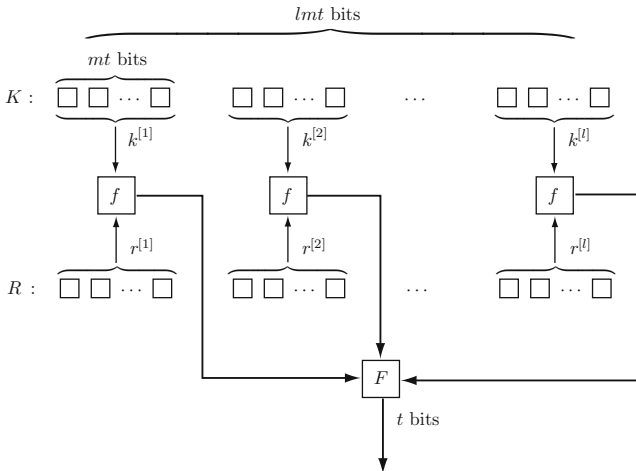 lmt bits
mt bits
K : ... ... ... ...
k^{[1]} k^{[2]} k^{[l]}
f f f
r^{[1]} r^{[2]} r^{[l]}
R : ... ... ... ...
F
t bits